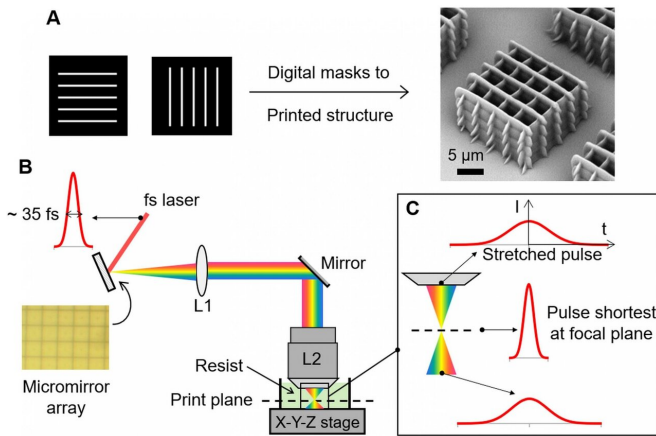 A
Digital masks to
Printed structure
5 µm
B
~ 35 fs
fs laser
Mirror
L1
Micromirror
array
L2
Resist
Print plane
X-Y-Z stage
C
I
t
Stretched pulse
Pulse shortest
at focal plane